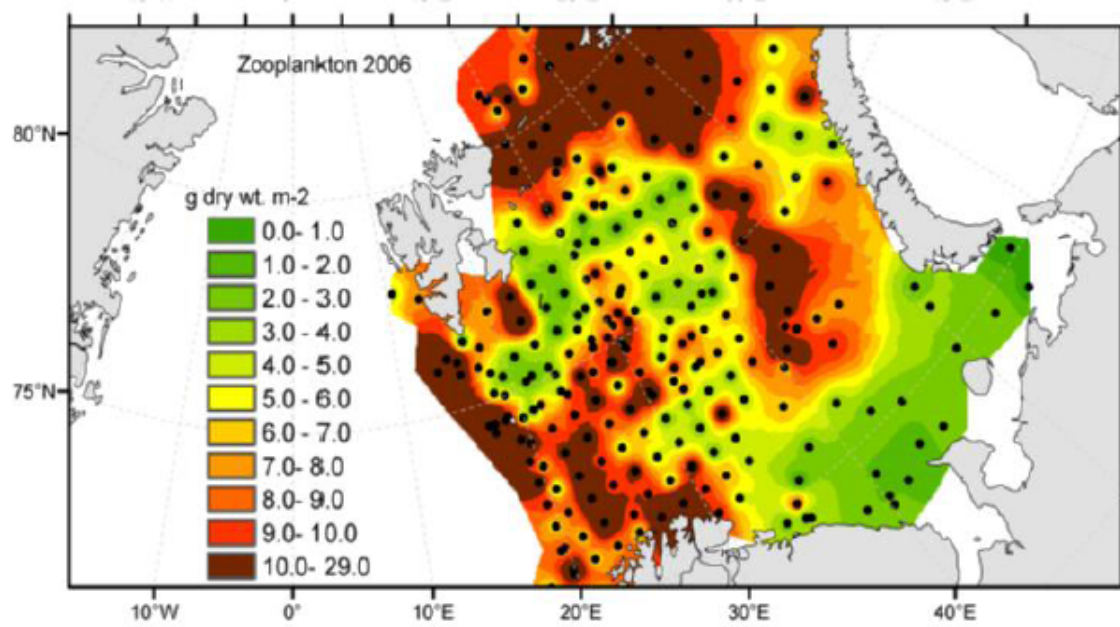 Zooplankton 2006
80°N
g dry wt. m-2
0.0- 1.0
1.0 - 2.0
2.0 - 3.0
3.0 - 4.0
4.0 - 5.0
5.0 - 6.0
6.0 - 7.0
7.0 - 8.0
8.0 - 9.0
9.0 - 10.0
10.0- 29.0
75°N
10°W 0° 10°E 20°E 30°E 40°E